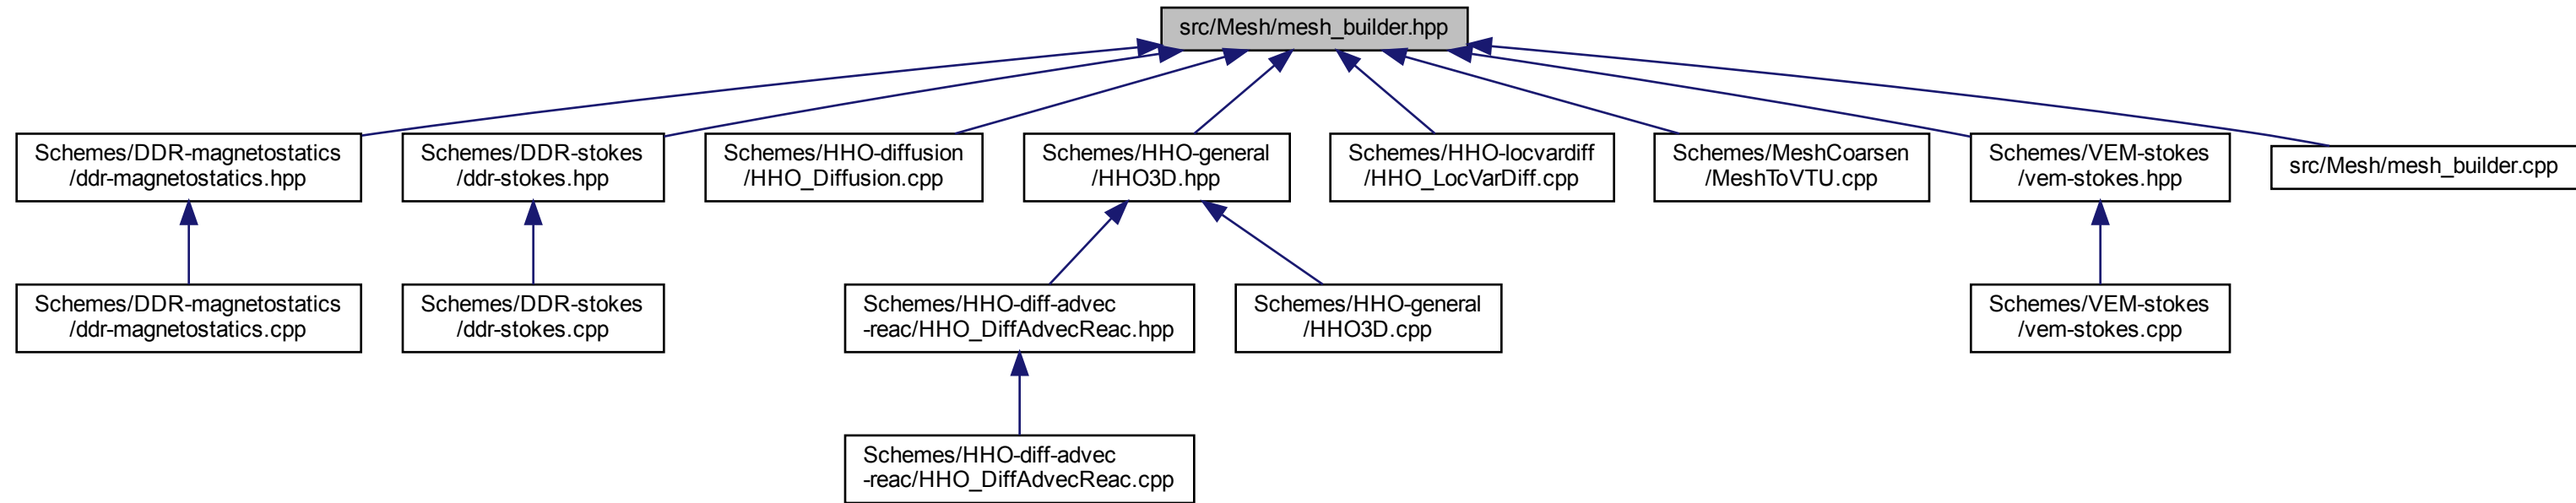 src/Mesh/mesh_builder.hpp
Schemes/DDR-magnetostatics
/ddr-magnetostatics.hpp
Schemes/DDR-stokes
/ddr-stokes.hpp
Schemes/HHO-diffusion
/HHO_Diffusion.cpp
Schemes/HHO-general
/HHO3D.hpp
Schemes/HHO-locvardiff
/HHO_LocVarDiff.cpp
Schemes/MeshCoarsen
/MeshToVTU.cpp
Schemes/VEM-stokes
/vem-stokes.hpp
src/Mesh/mesh_builder.cpp
Schemes/DDR-magnetostatics
/ddr-magnetostatics.cpp
Schemes/DDR-stokes
/ddr-stokes.cpp
Schemes/HHO-diff-advec
-reac/HHO_DiffAdvecReac.hpp
Schemes/HHO-general
/HHO3D.cpp
Schemes/VEM-stokes
/vem-stokes.cpp
Schemes/HHO-diff-advec
-reac/HHO_DiffAdvecReac.cpp